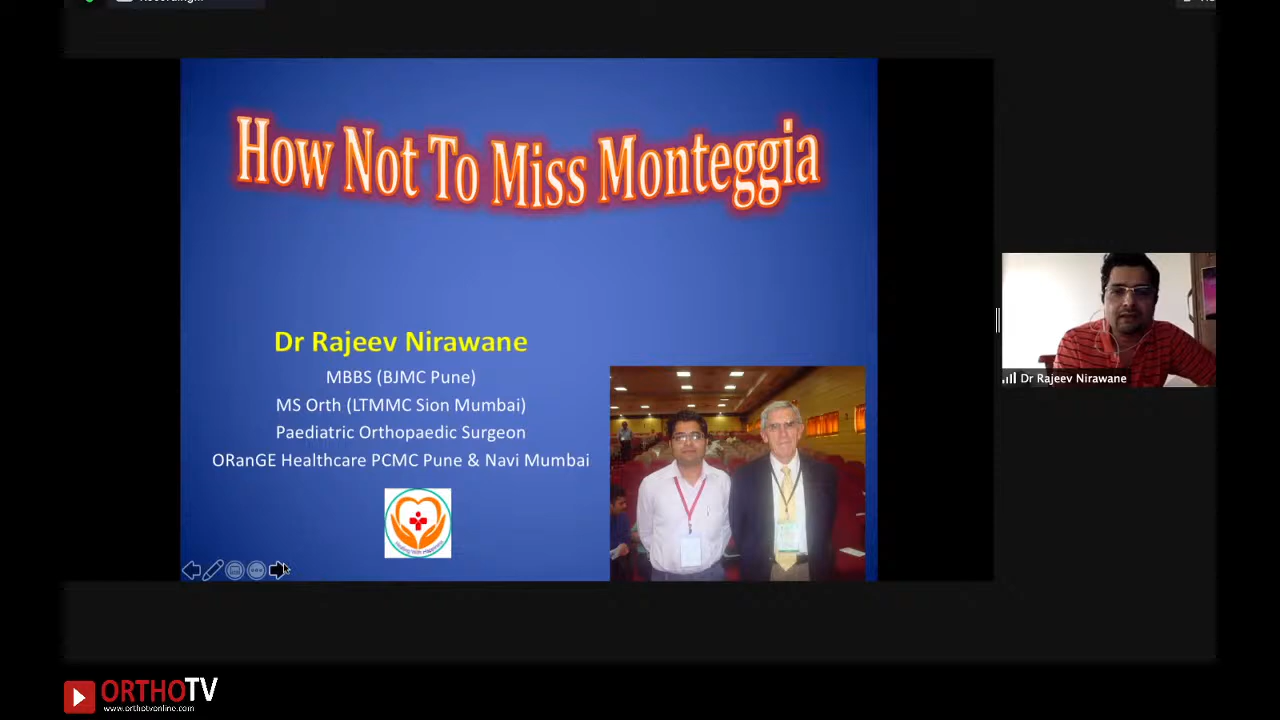 Recording...
How Not To Miss Monteggia
Dr Rajeev Nirawane
MBBS (BJMC Pune)
MS Orth (LTMMC Sion Mumbai)
Paediatric Orthopaedic Surgeon
ORanGE Healthcare PCMC Pune & Navi Mumbai
Dr Rajeev Nirawane
ORTHOTV
www.orthotvonline.com